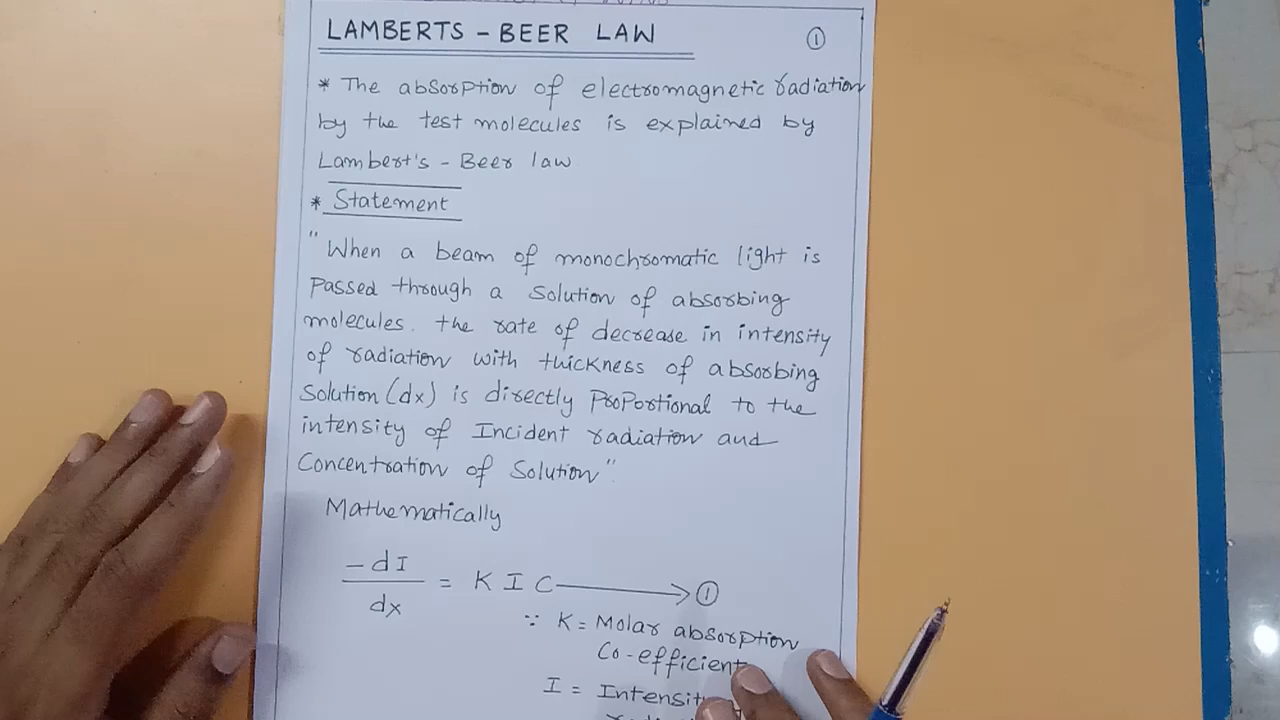 LAMBERTS - BEER LAW ①
* The absorption of electromagnetic radiation
by the test molecules is explained by
Lambert's - Beer law
* Statement
"When a beam of monochromatic light is
passed through a solution of absorbing
molecules. the rate of decrease in intensity
of radiation with thickness of absorbing
Solution (dx) is directly proportional to the
intensity of Incident radiation and
Concentration of Solution".
Mathematically
-dI
/dx = K I C ⟶ ①
∵ K = Molar absorption
Co-efficient
I = Intensit